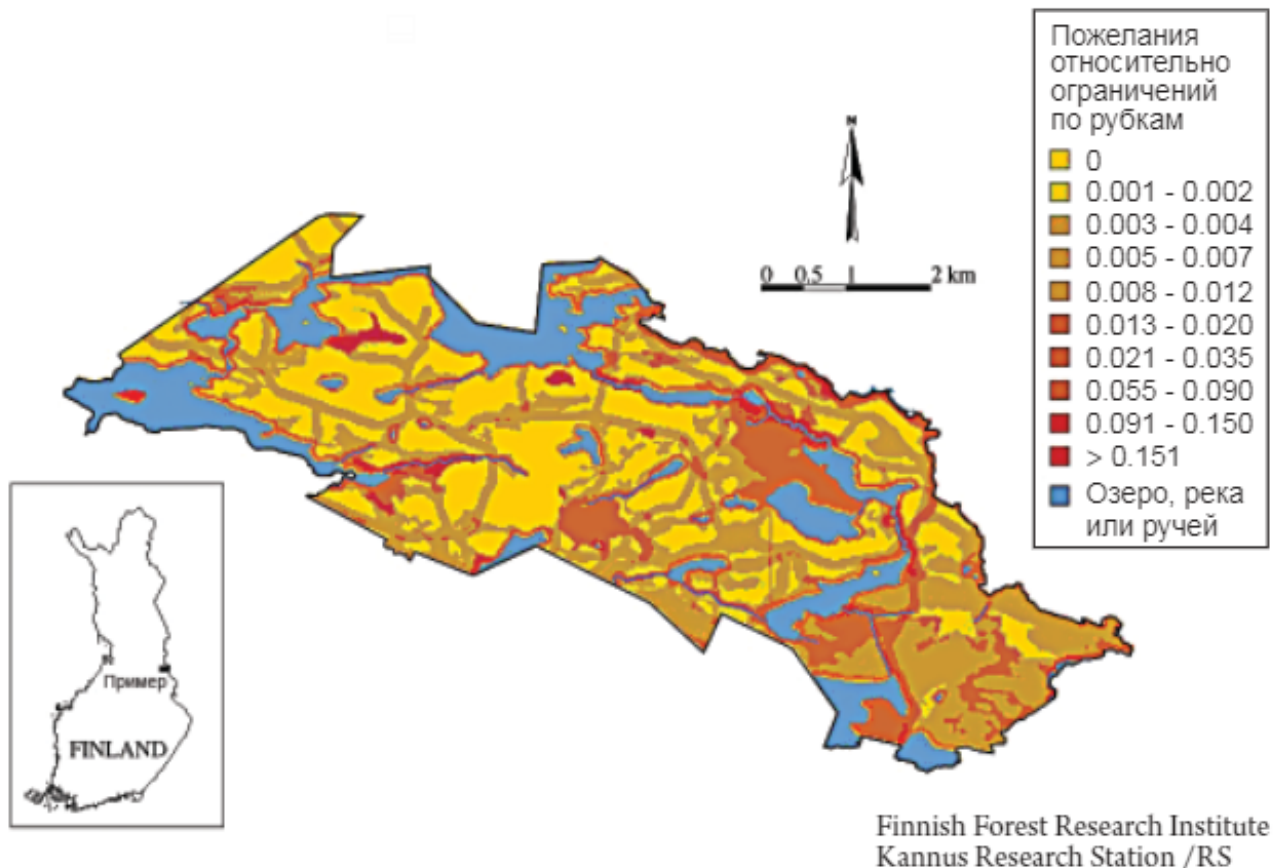 Пожелания
относительно
ограничений
по рубкам
0
0.001 - 0.002
0.003 - 0.004
0.005 - 0.007
0.008 - 0.012
0.013 - 0.020
0.021 - 0.035
0.055 - 0.090
0.091 - 0.150
> 0.151
Озеро, река
или ручей
N
0 0,5 1 2 km
Пример
FINLAND
Finnish Forest Research Institute
Kannus Research Station /RS